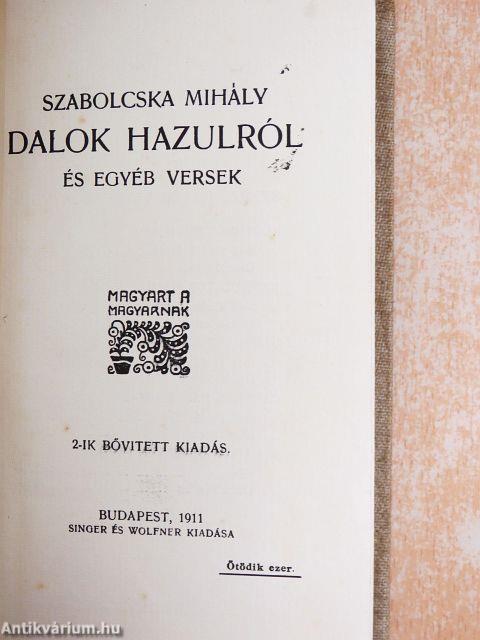 SZABOLCSKA MIHÁLY
DALOK HAZULRÓL
ÉS EGYÉB VERSEK
MAGYART A
MAGYARNAK
2-IK BŐVITETT KIADÁS.
BUDAPEST, 1911
SINGER ÉS WOLFNER KIADÁSA
Ötödik ezer.
Antikvárium.hu